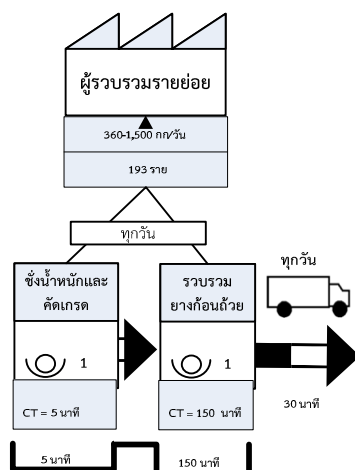 ผู้รวบรวมรายย่อย
360-1,500 กก/วัน
193 ราย
ทุกวัน
ทุกวัน
ชั่งน้ำหนักและ
คัดเกรด
รวบรวม
ยางก้อนถ้วย
1
1
CT = 5 นาที
CT = 150 นาที
30 นาที
5 นาที
150 นาที